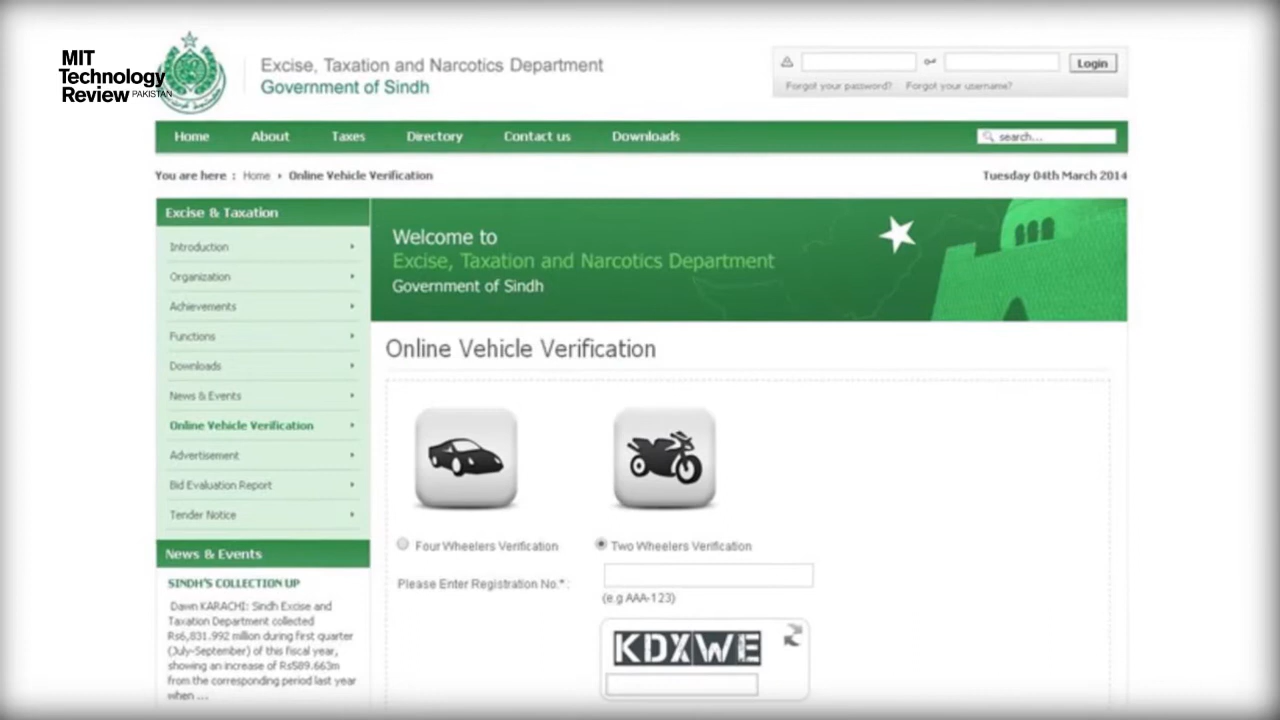 MIT
Technology
Review PAKISTAN
Excise, Taxation and Narcotics Department
Government of Sindh
Login
Forgot your password? Forgot your username?
Home About Taxes Directory Contact us Downloads
search...
You are here : Home Online Vehicle Verification
Tuesday 04th March 2014
Excise & Taxation
Introduction
Organization
Achievements
Functions
Downloads
News & Events
Online Vehicle Verification
Advertisement
Bid Evaluation Report
Tender Notice
News & Events
SINDH'S COLLECTION UP
Dawn KARACHI: Sindh Excise and
Taxation Department collected
Rs6,831.992 million during first quarter
(July-September) of this fiscal year,
showing an increase of Rs589.663m
from the corresponding period last year
when ...
Welcome to
Excise, Taxation and Narcotics Department
Government of Sindh
Online Vehicle Verification
Four Wheelers Verification
Two Wheelers Verification
Please Enter Registration No.* :
(e.g AAA-123)
KDXWE